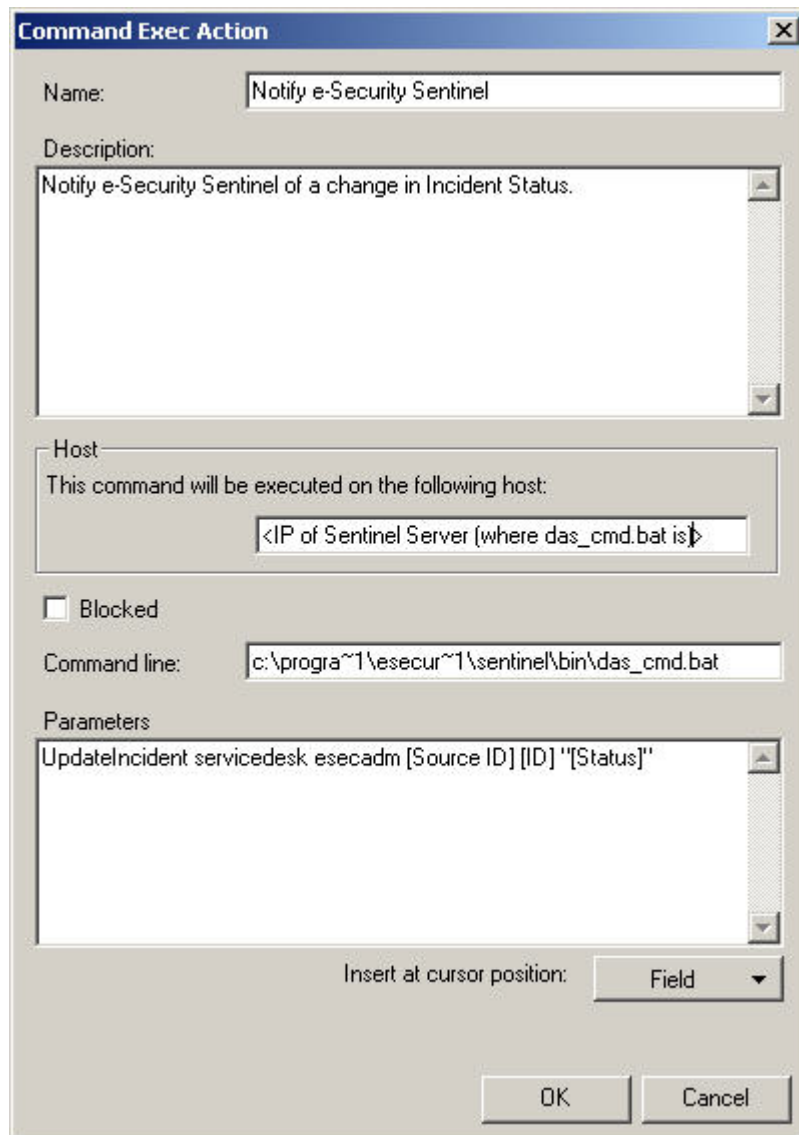 Command Exec Action
Name:
Notify e-Security Sentinel
Description:
Notify e-Security Sentinel of a change in Incident Status.
Host
This command will be executed on the following host:
<IP of Sentinel Server (where das_cmd.bat is)>
Blocked
Command line:
c:\progra~1\esecur~1\sentinel\bin\das_cmd.bat
Parameters
UpdateIncident servicedesk esecadm [Source ID] [ID] "[Status]"
Insert at cursor position:
Field
OK
Cancel